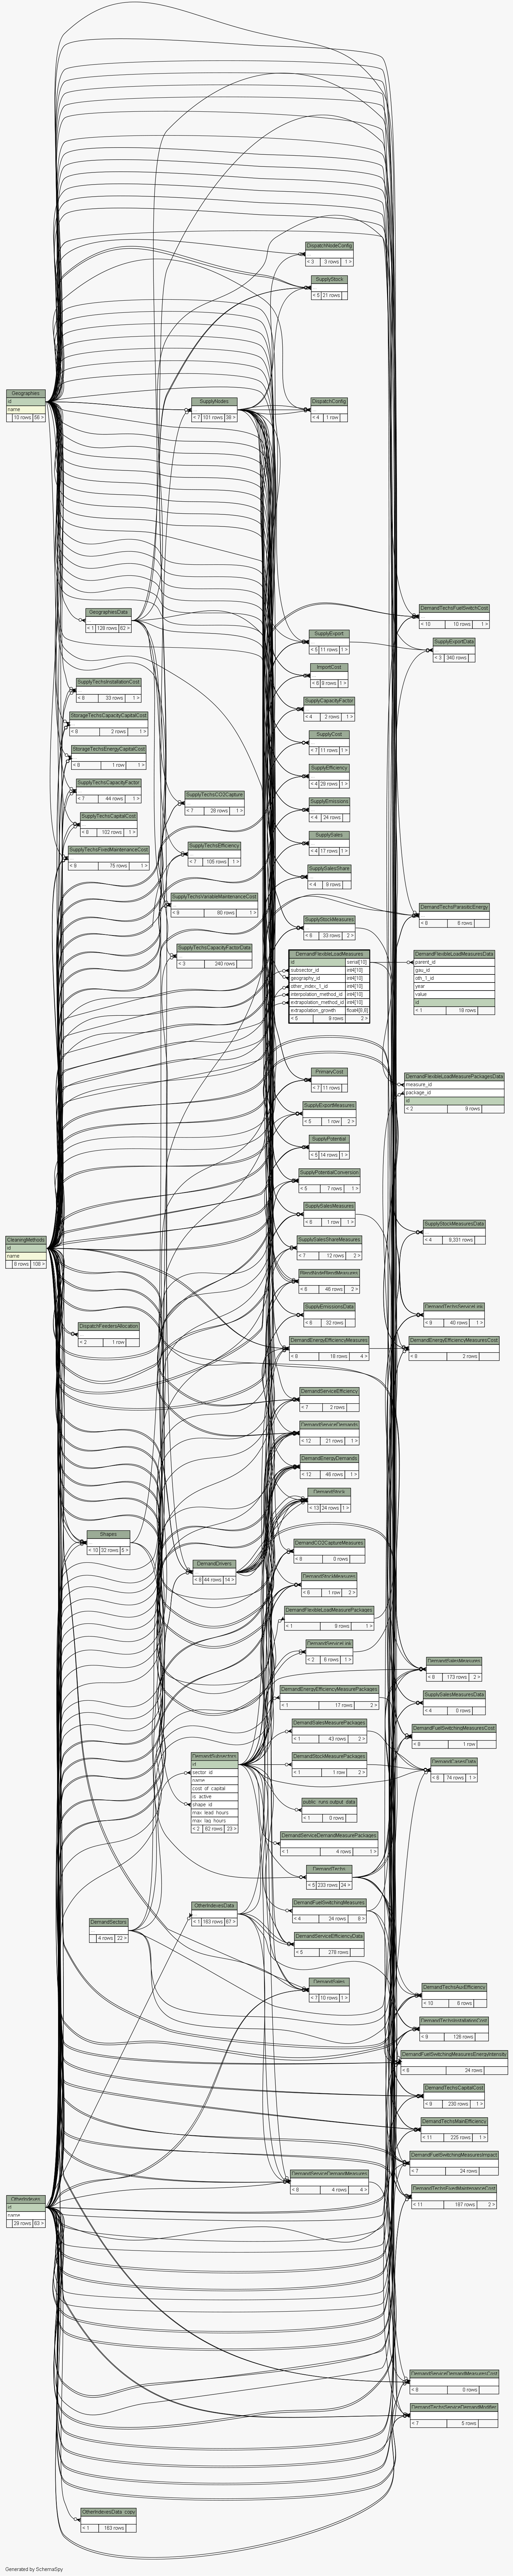 DispatchNodeConfig
< 3 3 rows 1 >
SupplyStock
< 5 21 rows
Geographies
id
name
10 rows 56 >
SupplyNodes
< 7 101 rows 38 >
DispatchConfig
< 4 1 row
GeographiesData
< 1 128 rows 62 >
DemandTechsFuelSwitchCost
< 10 10 rows 1 >
SupplyExport
< 5 11 rows 1 >
SupplyExportData
< 3 340 rows
ImportCost
< 6 8 rows 1 >
SupplyTechsInstallationCost
< 8 33 rows 1 >
SupplyCapacityFactor
< 4 2 rows 1 >
StorageTechsCapacityCapitalCost
< 8 2 rows 1 >
SupplyCost
< 7 11 rows 1 >
StorageTechsEnergyCapitalCost
< 8 1 row 1 >
SupplyEfficiency
< 4 28 rows 1 >
SupplyTechsCapacityFactor
< 7 44 rows 1 >
SupplyTechsCO2Capture
< 7 26 rows 1 >
SupplyEmissions
< 4 24 rows
SupplyTechsCapitalCost
< 8 102 rows 1 >
SupplySales
< 4 17 rows 1 >
SupplyTechsFixedMaintenanceCost
< 8 75 rows 1 >
SupplyTechsEfficiency
< 7 105 rows 1 >
SupplySalesShare
< 4 9 rows
SupplyTechsVariableMaintenanceCost
< 8 80 rows 1 >
DemandTechsParasiticEnergy
< 8 6 rows
SupplyStockMeasures
< 6 33 rows 2 >
SupplyTechsCapacityFactorData
< 3 240 rows
DemandFlexibleLoadMeasures
id serial[10]
subsector_id int4[10]
geography_id int4[10]
other_index_1_id int4[10]
interpolation_method_id int4[10]
extrapolation_method_id int4[10]
extrapolation_growth float4[8,8]
< 5 8 rows 2 >
DemandFlexibleLoadMeasuresData
parent_id
gau_id
oth_1_id
year
value
id
< 1 18 rows
PrimaryCost
< 7 11 rows
DemandFlexibleLoadMeasurePackagesData
measure_id
package_id
id
< 2 9 rows
SupplyExportMeasures
< 5 1 row 2 >
SupplyPotential
< 5 14 rows 1 >
SupplyPotentialConversion
< 5 7 rows 1 >
SupplySalesMeasures
< 6 1 row 1 >
SupplyStockMeasuresData
< 4 8,331 rows
CleaningMethods
id
name
8 rows 108 >
SupplySalesShareMeasures
< 7 12 rows 2 >
BlendNodeBlendMeasures
< 8 46 rows 2 >
SupplyEmissionsData
< 8 32 rows
DemandTechsServiceLink
< 8 40 rows 1 >
DispatchFeedersAllocation
< 2 1 row
DemandEnergyEfficiencyMeasures
< 8 18 rows 4 >
DemandEnergyEfficiencyMeasuresCost
< 8 2 rows
DemandServiceEfficiency
< 7 2 rows
DemandServiceDemands
< 12 21 rows 1 >
DemandEnergyDemands
< 12 46 rows 1 >
DemandStock
< 13 24 rows 1 >
Shapes
< 10 32 rows 5 >
DemandCO2CaptureMeasures
< 8 0 rows
DemandDrivers
< 8 44 rows 14 >
DemandStockMeasures
< 8 1 row 2 >
DemandFlexibleLoadMeasurePackages
< 1 8 rows 1 >
DemandServiceLink
< 2 6 rows 1 >
DemandSalesMeasures
< 8 173 rows 2 >
DemandEnergyEfficiencyMeasurePackages
< 1 17 rows 2 >
SupplySalesMeasuresData
< 4 0 rows
DemandSalesMeasurePackages
< 1 43 rows 2 >
DemandFuelSwitchingMeasuresCost
< 8 1 row
DemandSubsectors
id
sector_id
name
cost_of_capital
is_active
shape_id
max_lead_hours
max_lag_hours
< 2 62 rows 23 >
DemandStockMeasurePackages
< 1 1 row 2 >
DemandCasesData
< 6 74 rows 1 >
public_runs.output_data
< 1 0 rows
DemandServiceDemandMeasurePackages
< 1 4 rows 1 >
DemandTechs
< 5 233 rows 24 >
DemandSectors
4 rows 22 >
OtherIndexesData
< 1 163 rows 67 >
DemandFuelSwitchingMeasures
< 4 24 rows 6 >
DemandServiceEfficiencyData
< 5 278 rows
DemandSales
< 7 10 rows 1 >
DemandTechsAuxEfficiency
< 10 8 rows
DemandTechsInstallationCost
< 9 126 rows
DemandFuelSwitchingMeasuresEnergyIntensity
< 6 24 rows
DemandTechsCapitalCost
< 9 230 rows 1 >
DemandTechsMainEfficiency
< 11 220 rows 1 >
DemandFuelSwitchingMeasuresImpact
< 7 24 rows
DemandServiceDemandMeasures
< 8 4 rows 4 >
DemandTechsFixedMaintenanceCost
< 11 187 rows 2 >
OtherIndexes
id
name
28 rows 63 >
DemandServiceDemandMeasuresCost
< 8 0 rows
DemandTechsServiceDemandModifier
< 7 5 rows
OtherIndexesData_copy
< 1 163 rows
Generated by SchemaSpy